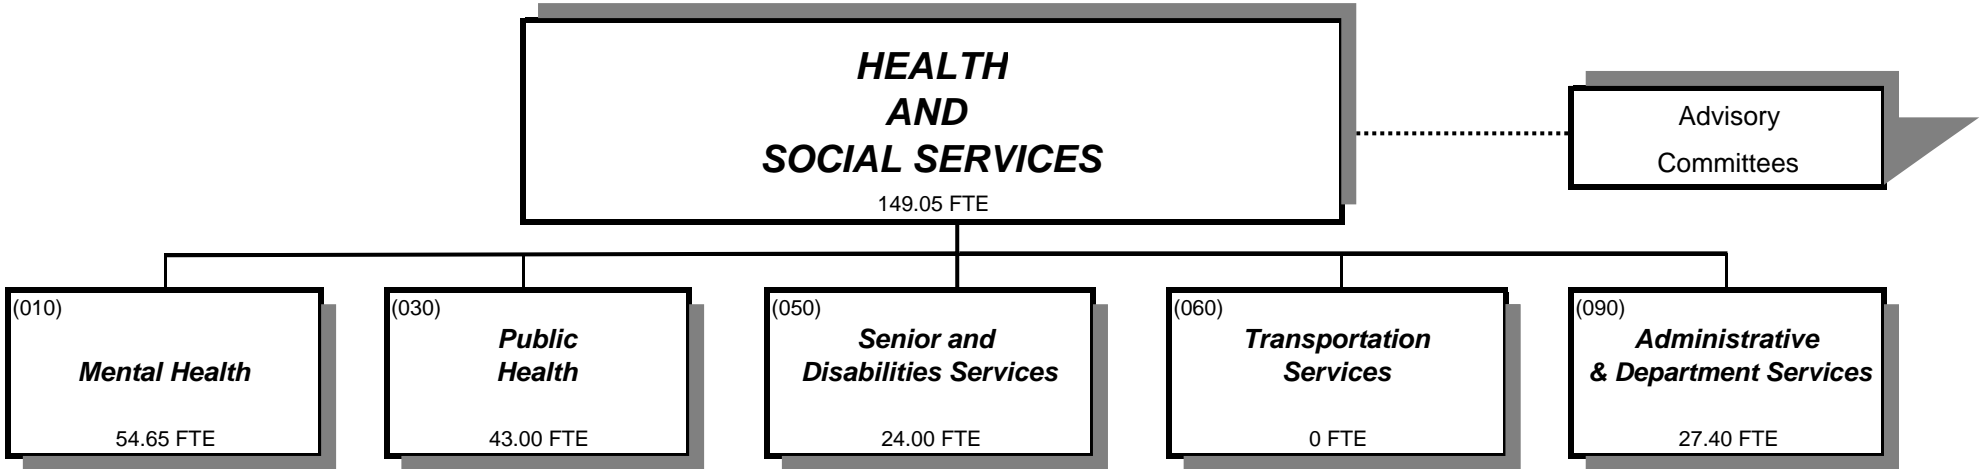 HEALTH
AND
SOCIAL SERVICES
149.05 FTE
Advisory
Committees
(010)
Mental Health
54.65 FTE
(030)
Public
Health
43.00 FTE
(050)
Senior and
Disabilities Services
24.00 FTE
(060)
Transportation
Services
0 FTE
(090)
Administrative
& Department Services
27.40 FTE